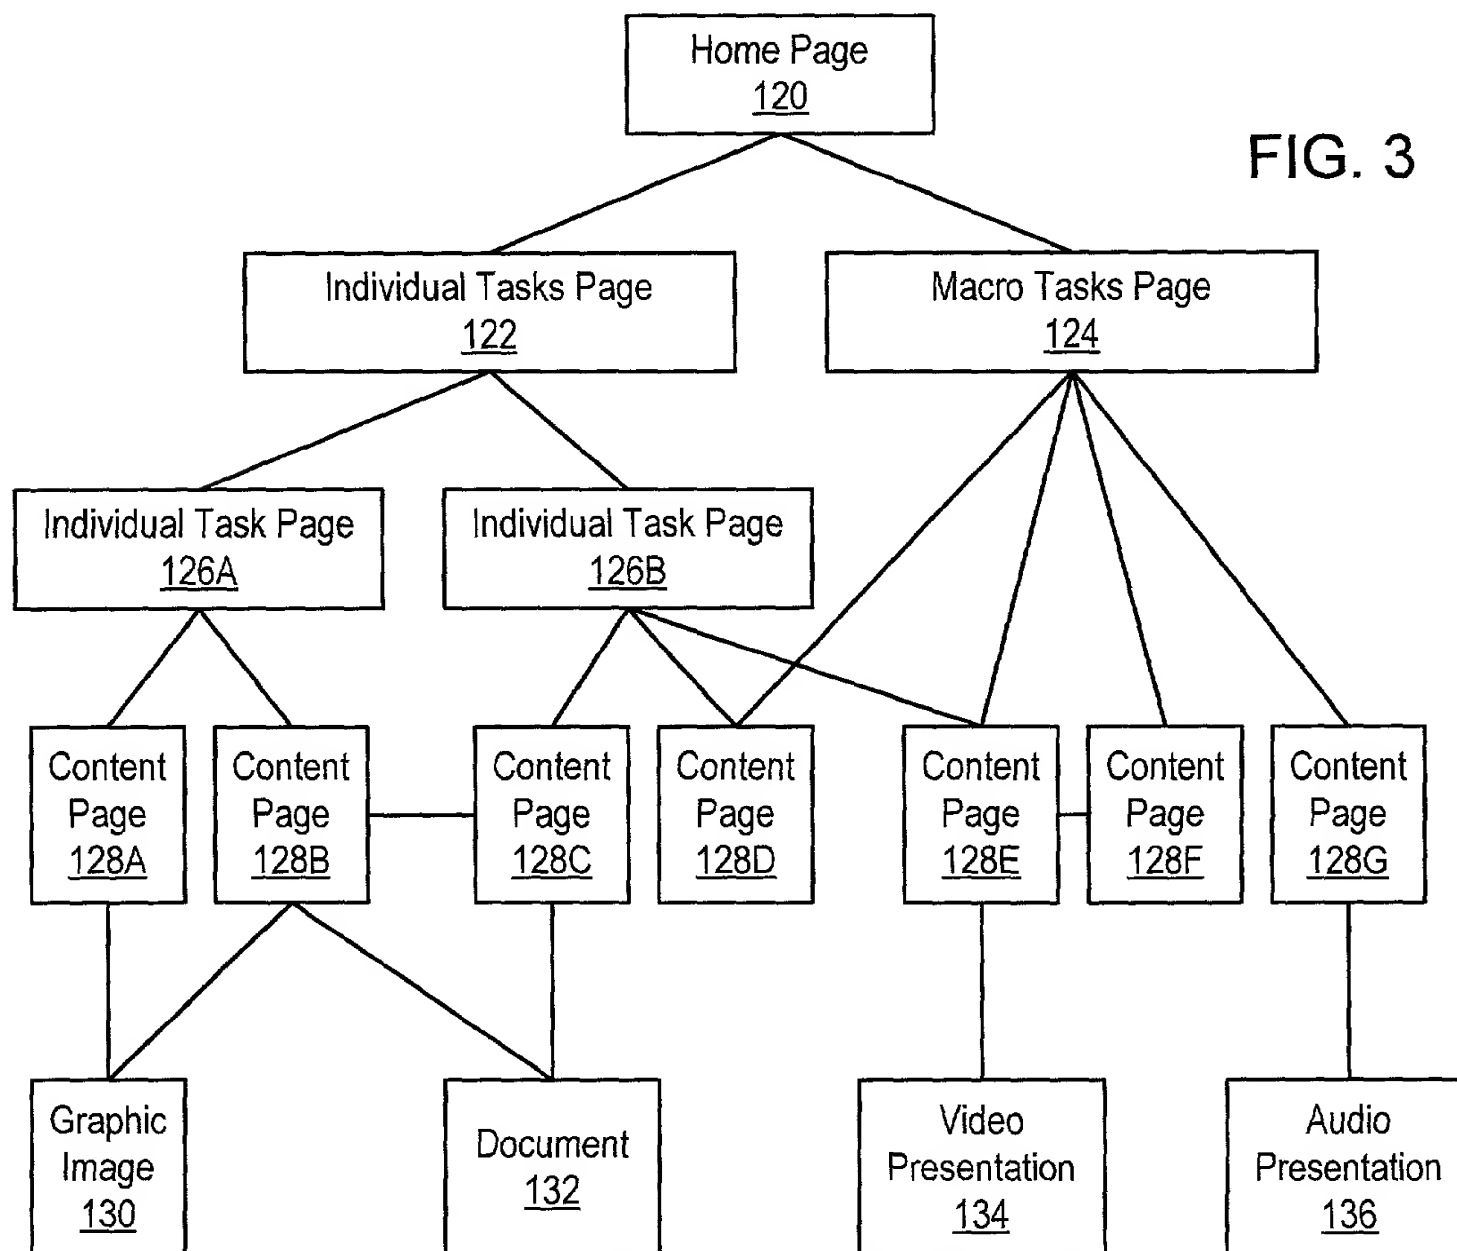 Home Page
120
FIG. 3
Individual Tasks Page
122
Macro Tasks Page
124
Individual Task Page
126A
Individual Task Page
126B
Content
Page
128A
Content
Page
128B
Content
Page
128C
Content
Page
128D
Content
Page
128E
Content
Page
128F
Content
Page
128G
Graphic
Image
130
Document
132
Video
Presentation
134
Audio
Presentation
136